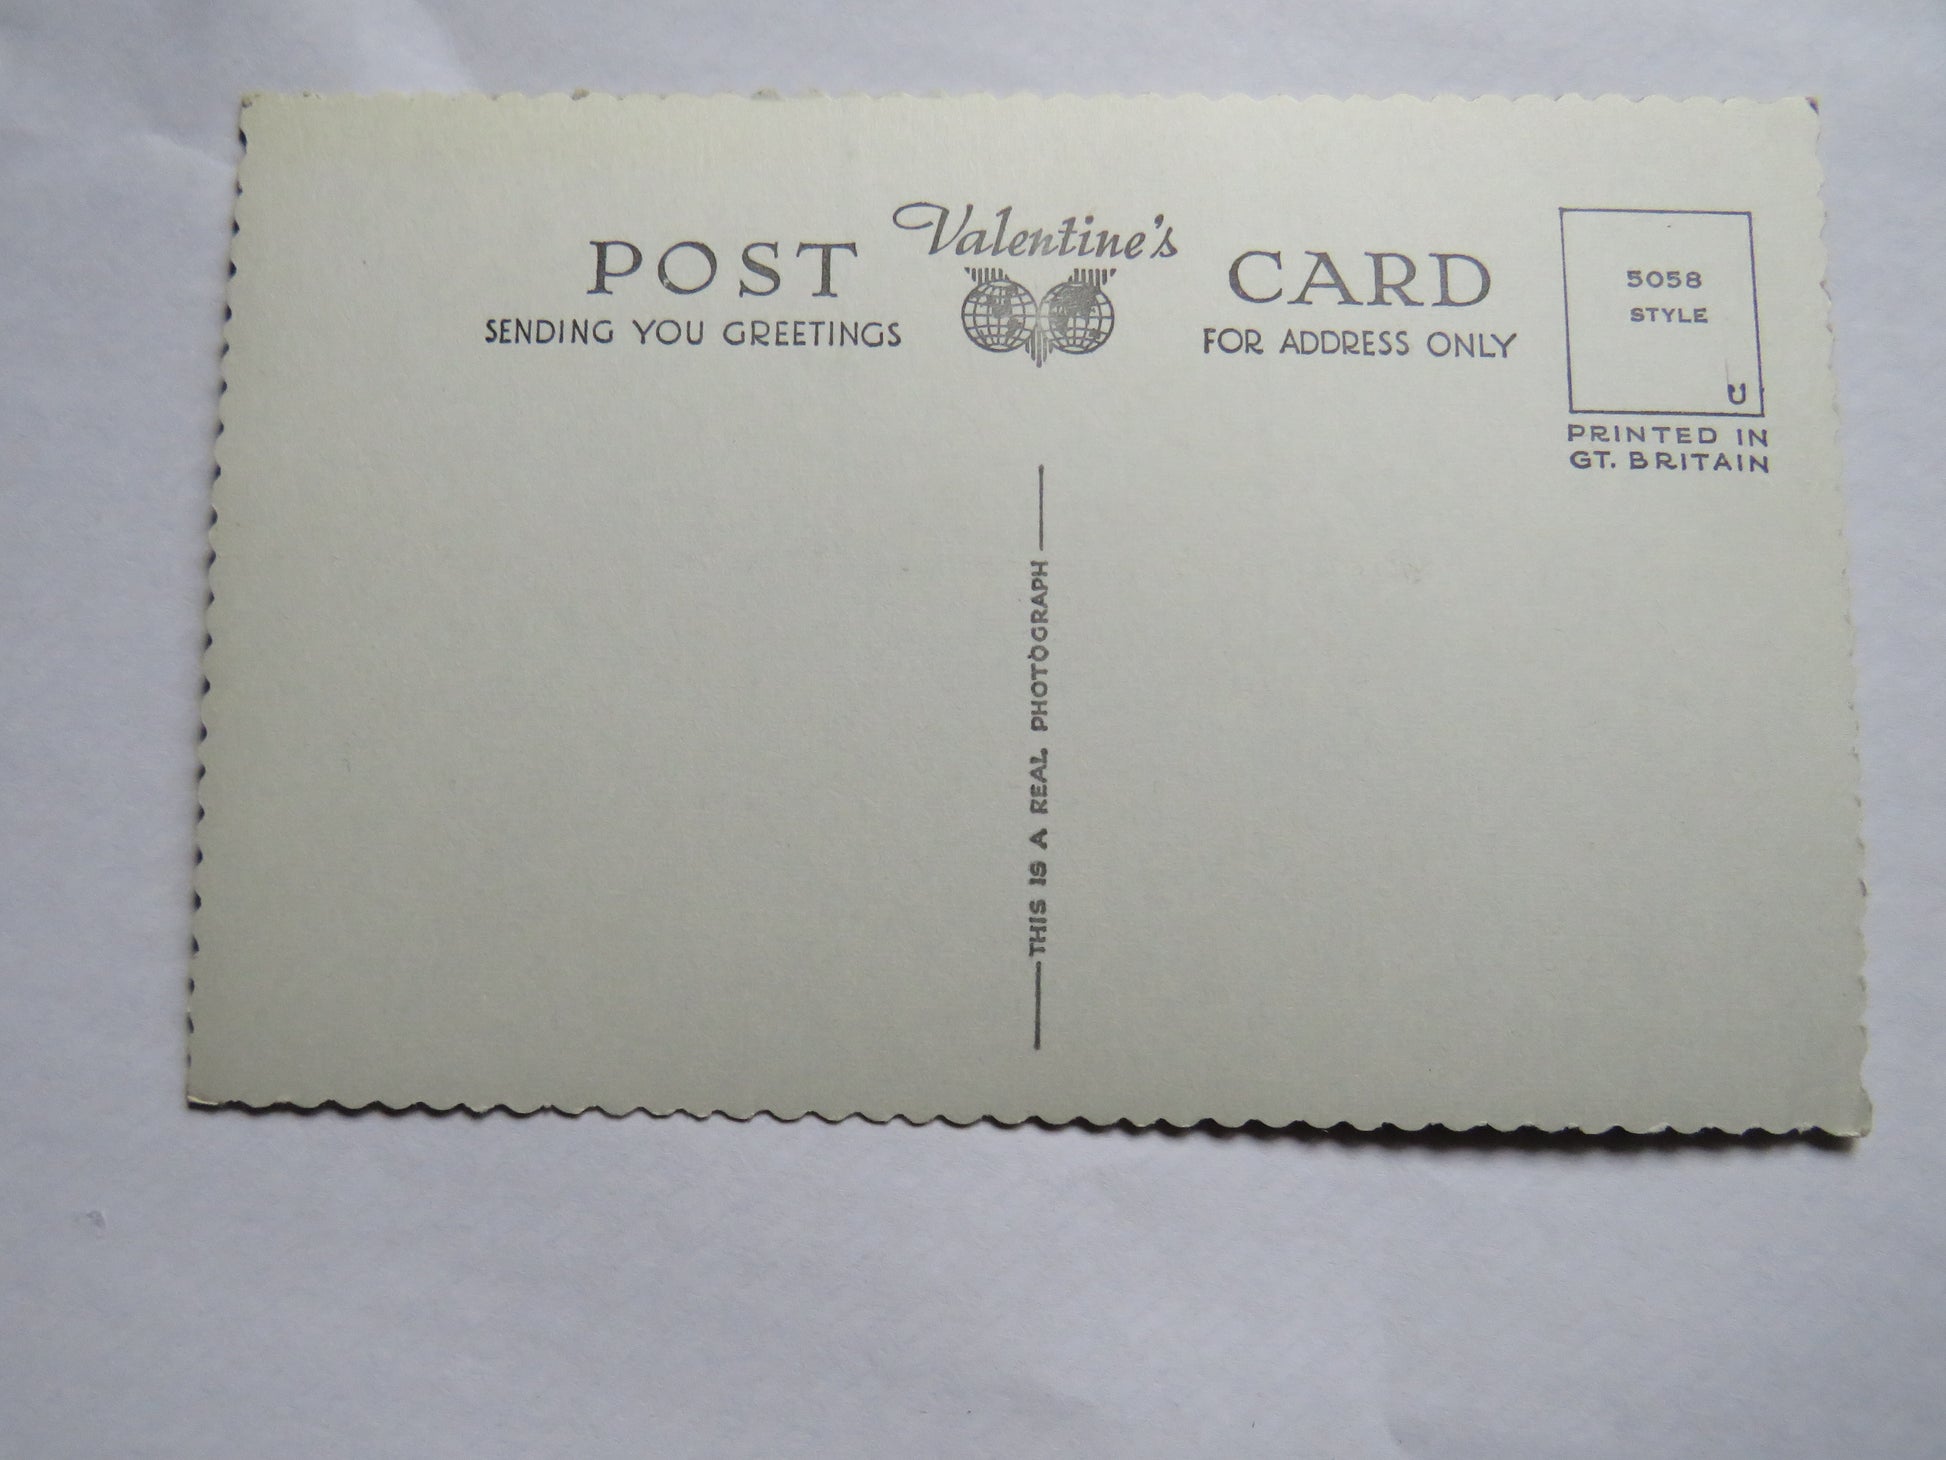 Valentine's
POST CARD
SENDING YOU GREETINGS
FOR ADDRESS ONLY
5058
STYLE
U
PRINTED IN
GT. BRITAIN
THIS IS A REAL PHOTOGRAPH